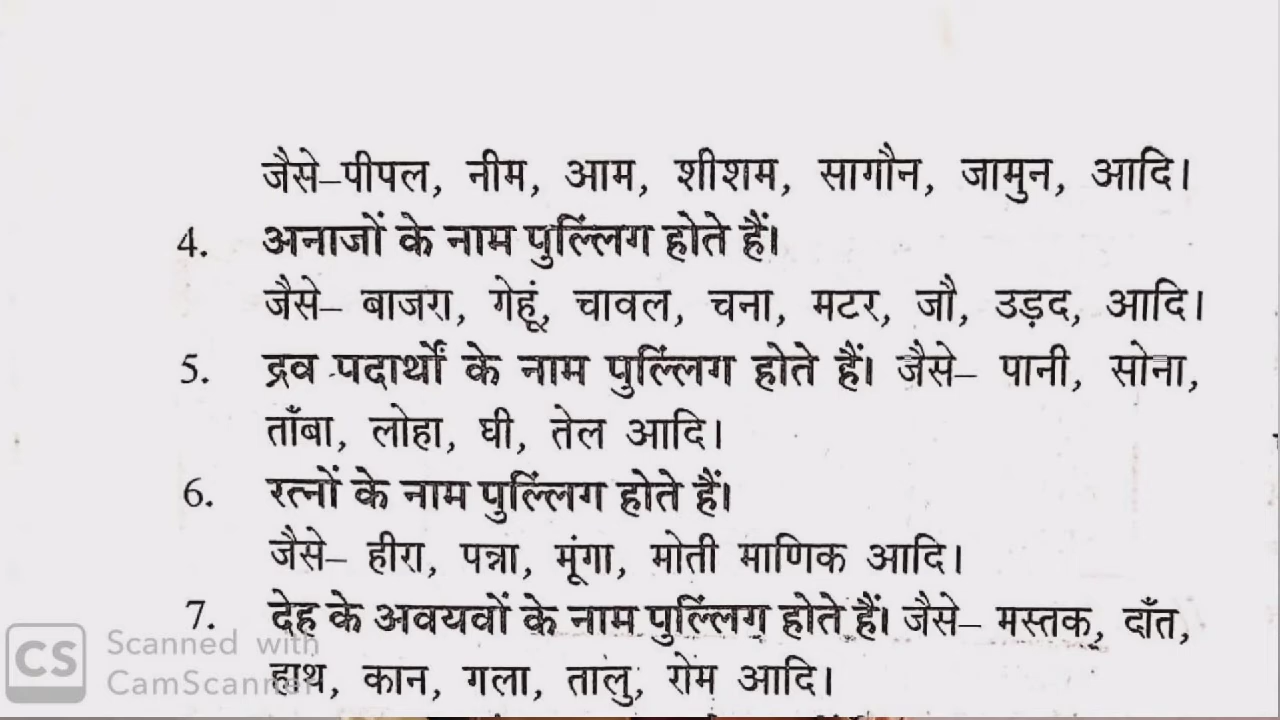 जैसे–पीपल, नीम, आम, शीशम, सागौन, जामुन, आदि।
4. अनाजों के नाम पुल्लिंग होते हैं।
जैसे– बाजरा, गेहूं, चावल, चना, मटर, जौ, उड़द, आदि।
5. द्रव पदार्थों के नाम पुल्लिंग होते हैं। जैसे– पानी, सोना,
ताँबा, लोहा, घी, तेल आदि।
6. रत्नों के नाम पुल्लिंग होते हैं।
जैसे– हीरा, पन्ना, मूंगा, मोती माणिक आदि।
7. देह के अवयवों के नाम पुल्लिंग होते हैं। जैसे– मस्तक, दाँत,
हाथ, कान, गला, तालु, रोम आदि।
CS Scanned with
CamScanner